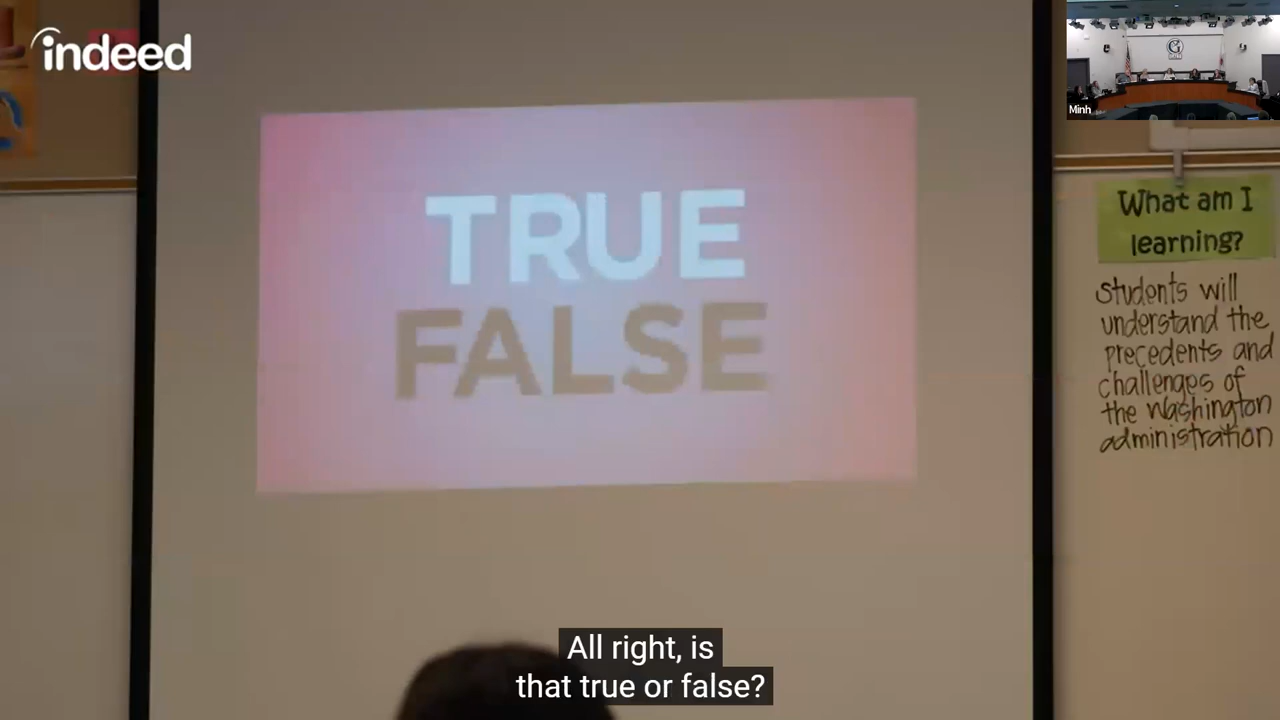 indeed
Minh
TRUE
FALSE
What am I
learning?
Students will
understand the
precedents and
challenges of
the Washington
administration
All right, is
that true or false?